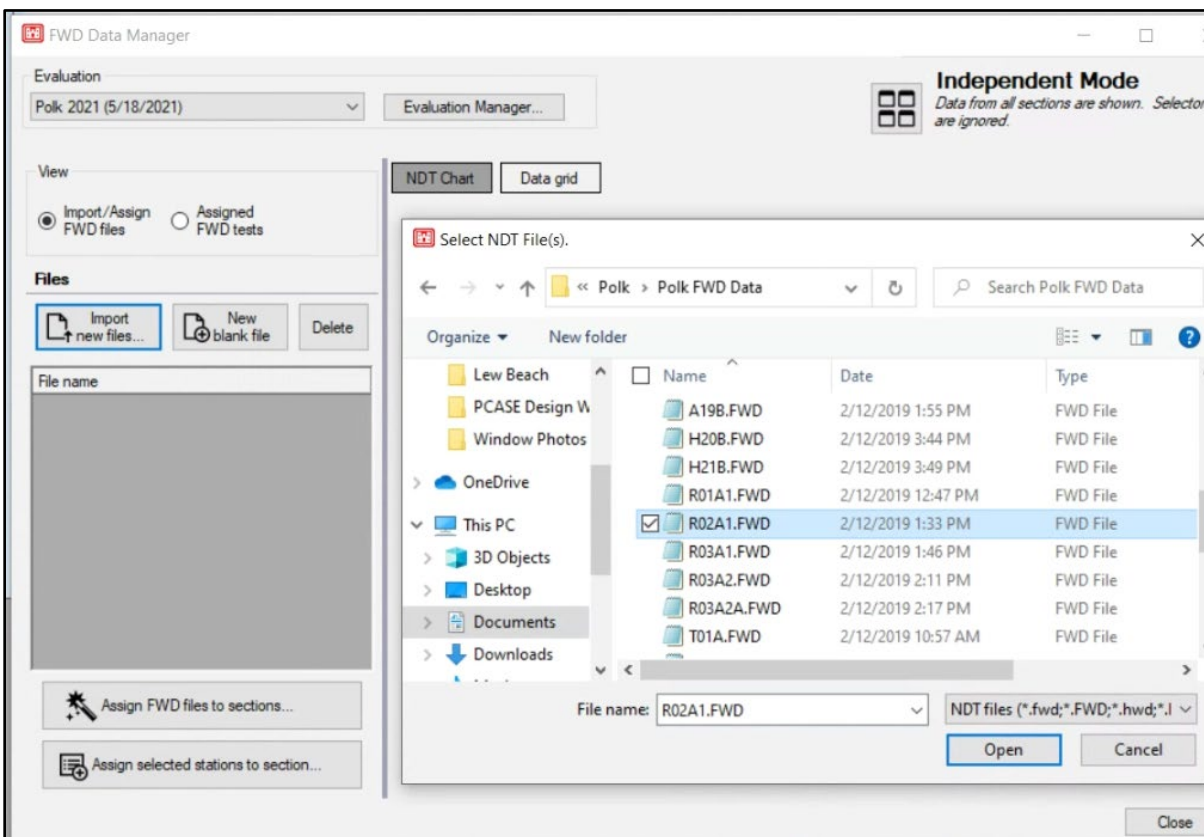 FWD Data Manager
Evaluation
Polk 2021 (5/18/2021)
Evaluation Manager...
Independent Mode
Data from all sections are shown. Selector
are ignored.
View
Import/Assign
FWD files
Assigned
FWD tests
NDT Chart
Data grid
Files
Import
new files...
New
blank file
Delete
File name
Assign FWD files to sections...
Assign selected stations to section...
Select NDT File(s).
« Polk › Polk FWD Data
Search Polk FWD Data
Organize
New folder
Lew Beach
PCASE Design W
Window Photos
OneDrive
This PC
3D Objects
Desktop
Documents
Downloads
Name Date Type
A19B.FWD 2/12/2019 1:55 PM FWD File
H20B.FWD 2/12/2019 3:44 PM FWD File
H21B.FWD 2/12/2019 3:49 PM FWD File
R01A1.FWD 2/12/2019 12:47 PM FWD File
R02A1.FWD 2/12/2019 1:33 PM FWD File
R03A1.FWD 2/12/2019 1:46 PM FWD File
R03A2.FWD 2/12/2019 2:11 PM FWD File
R03A2A.FWD 2/12/2019 2:17 PM FWD File
T01A.FWD 2/12/2019 10:57 AM FWD File
File name: R02A1.FWD
NDT files (*.fwd;*.FWD;*.hwd;*.
Open
Cancel
Close